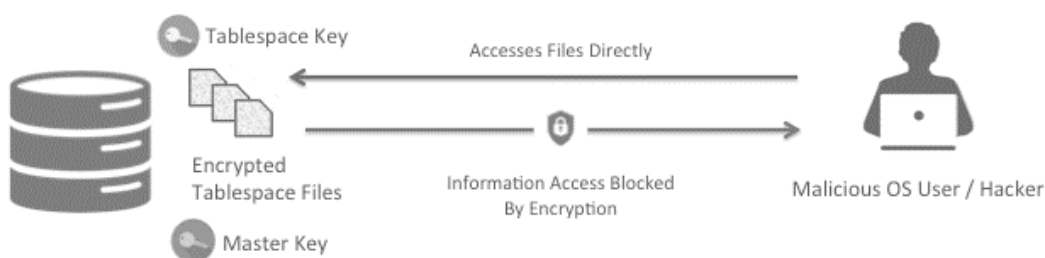 Tablespace Key
Accesses Files Directly
Encrypted
Tablespace Files
Information Access Blocked
By Encryption
Malicious OS User / Hacker
Master Key